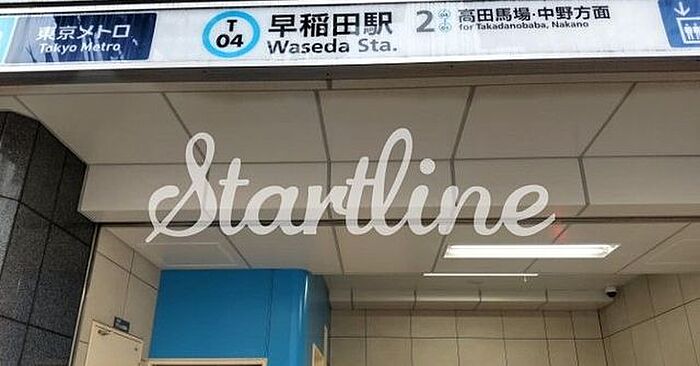 東京メトロ
Tokyo Metro
T
04
早稲田駅
Waseda Sta.
2
高田馬場・中野方面
for Takadanobaba, Nakano
Startline